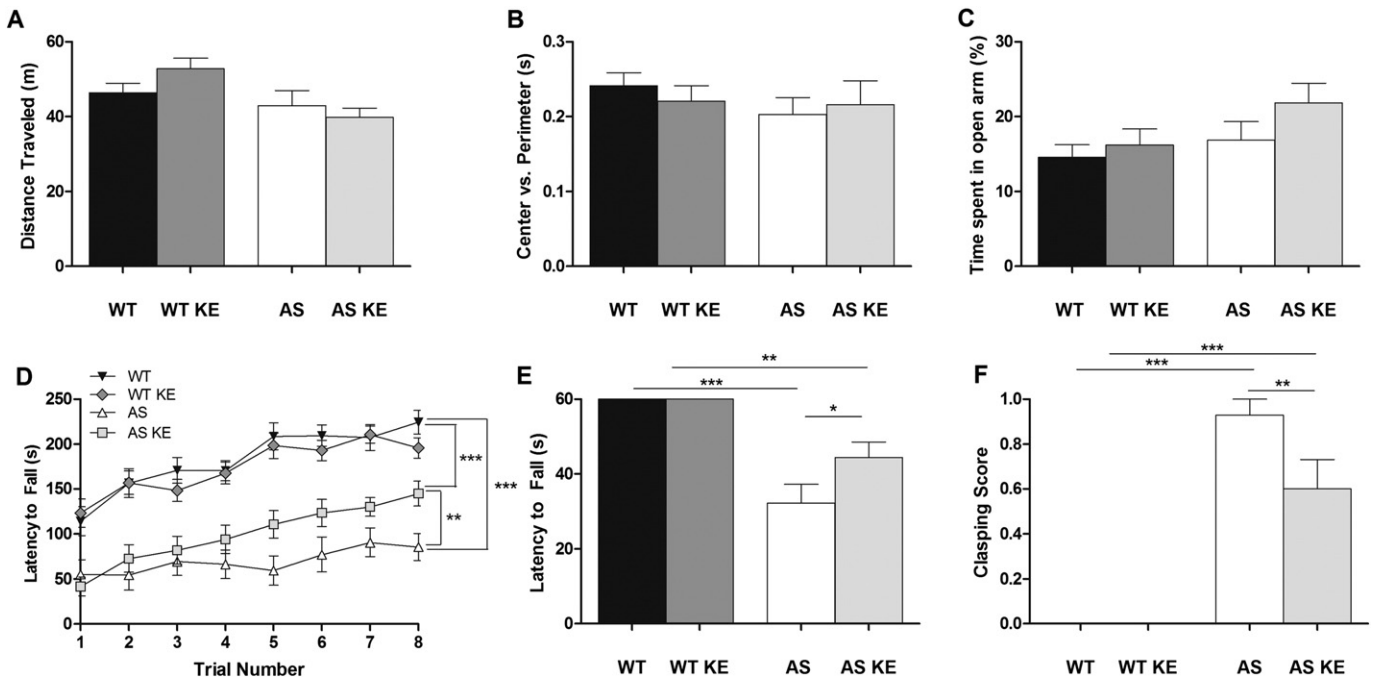 A
Distance Traveled (m)
60
40
20
0
WT WT KE AS AS KE
B
Center vs. Perimeter (s)
0.3
0.2
0.1
0.0
WT WT KE AS AS KE
C
Time spent in open arm (%)
30
20
10
0
WT WT KE AS AS KE
D
WT
WT KE
AS
AS KE
Latency to Fall (s)
250
200
150
100
50
0
1 2 3 4 5 6 7 8
Trial Number
***
***
**
E
Latency to Fall (s)
60
40
20
0
**
***
*
WT WT KE AS AS KE
F
Clasping Score
1.0
0.8
0.6
0.4
0.2
0.0
***
***
**
WT WT KE AS AS KE